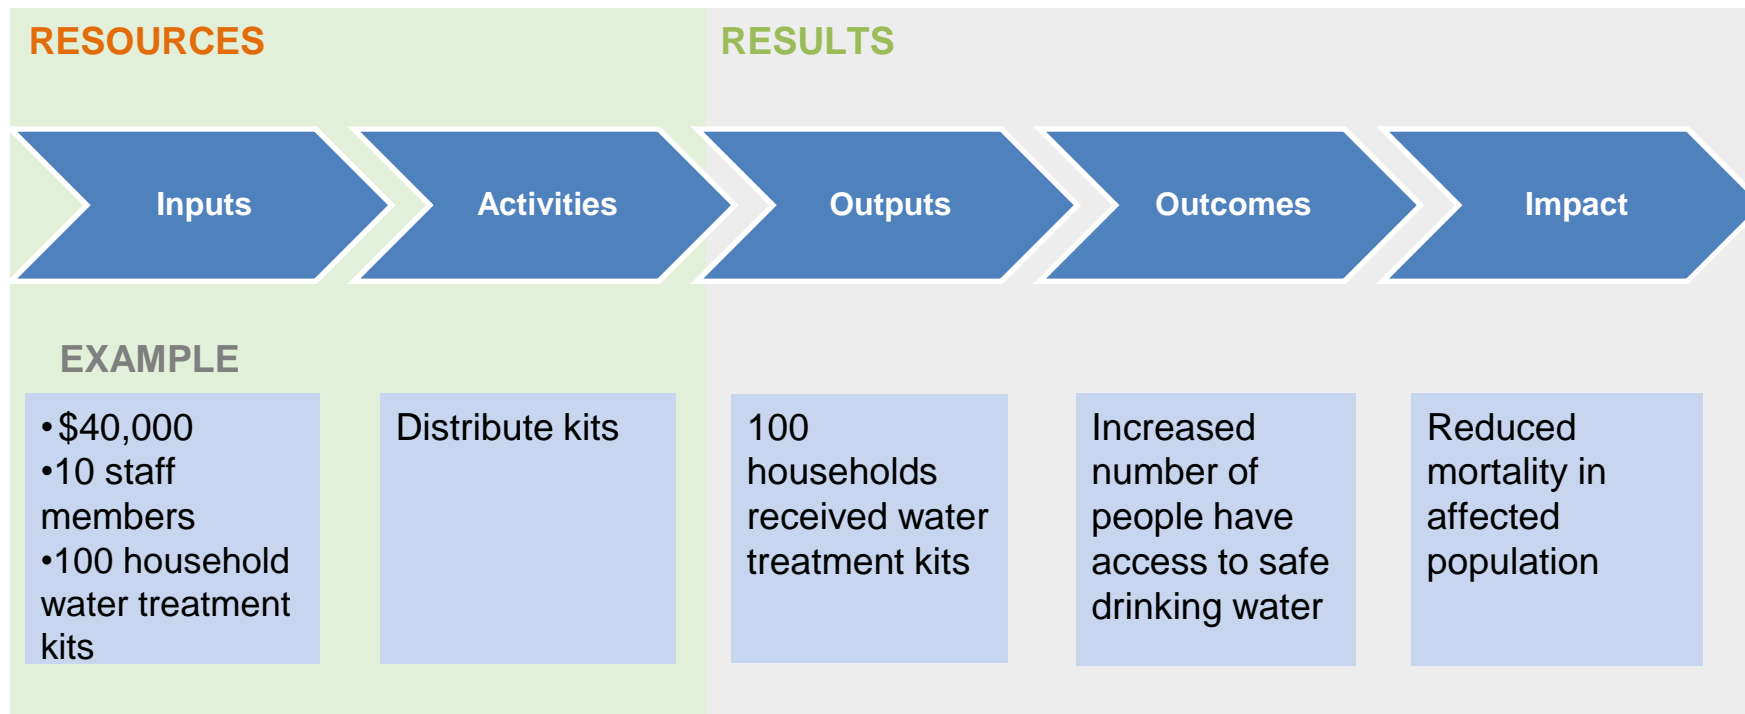 RESOURCES
RESULTS
Inputs
Activities
Outputs
Outcomes
Impact
EXAMPLE
•$40,000
•10 staff
members
•100 household
water treatment
kits
Distribute kits
100
households
received water
treatment kits
Increased
number of
people have
access to safe
drinking water
Reduced
mortality in
affected
population